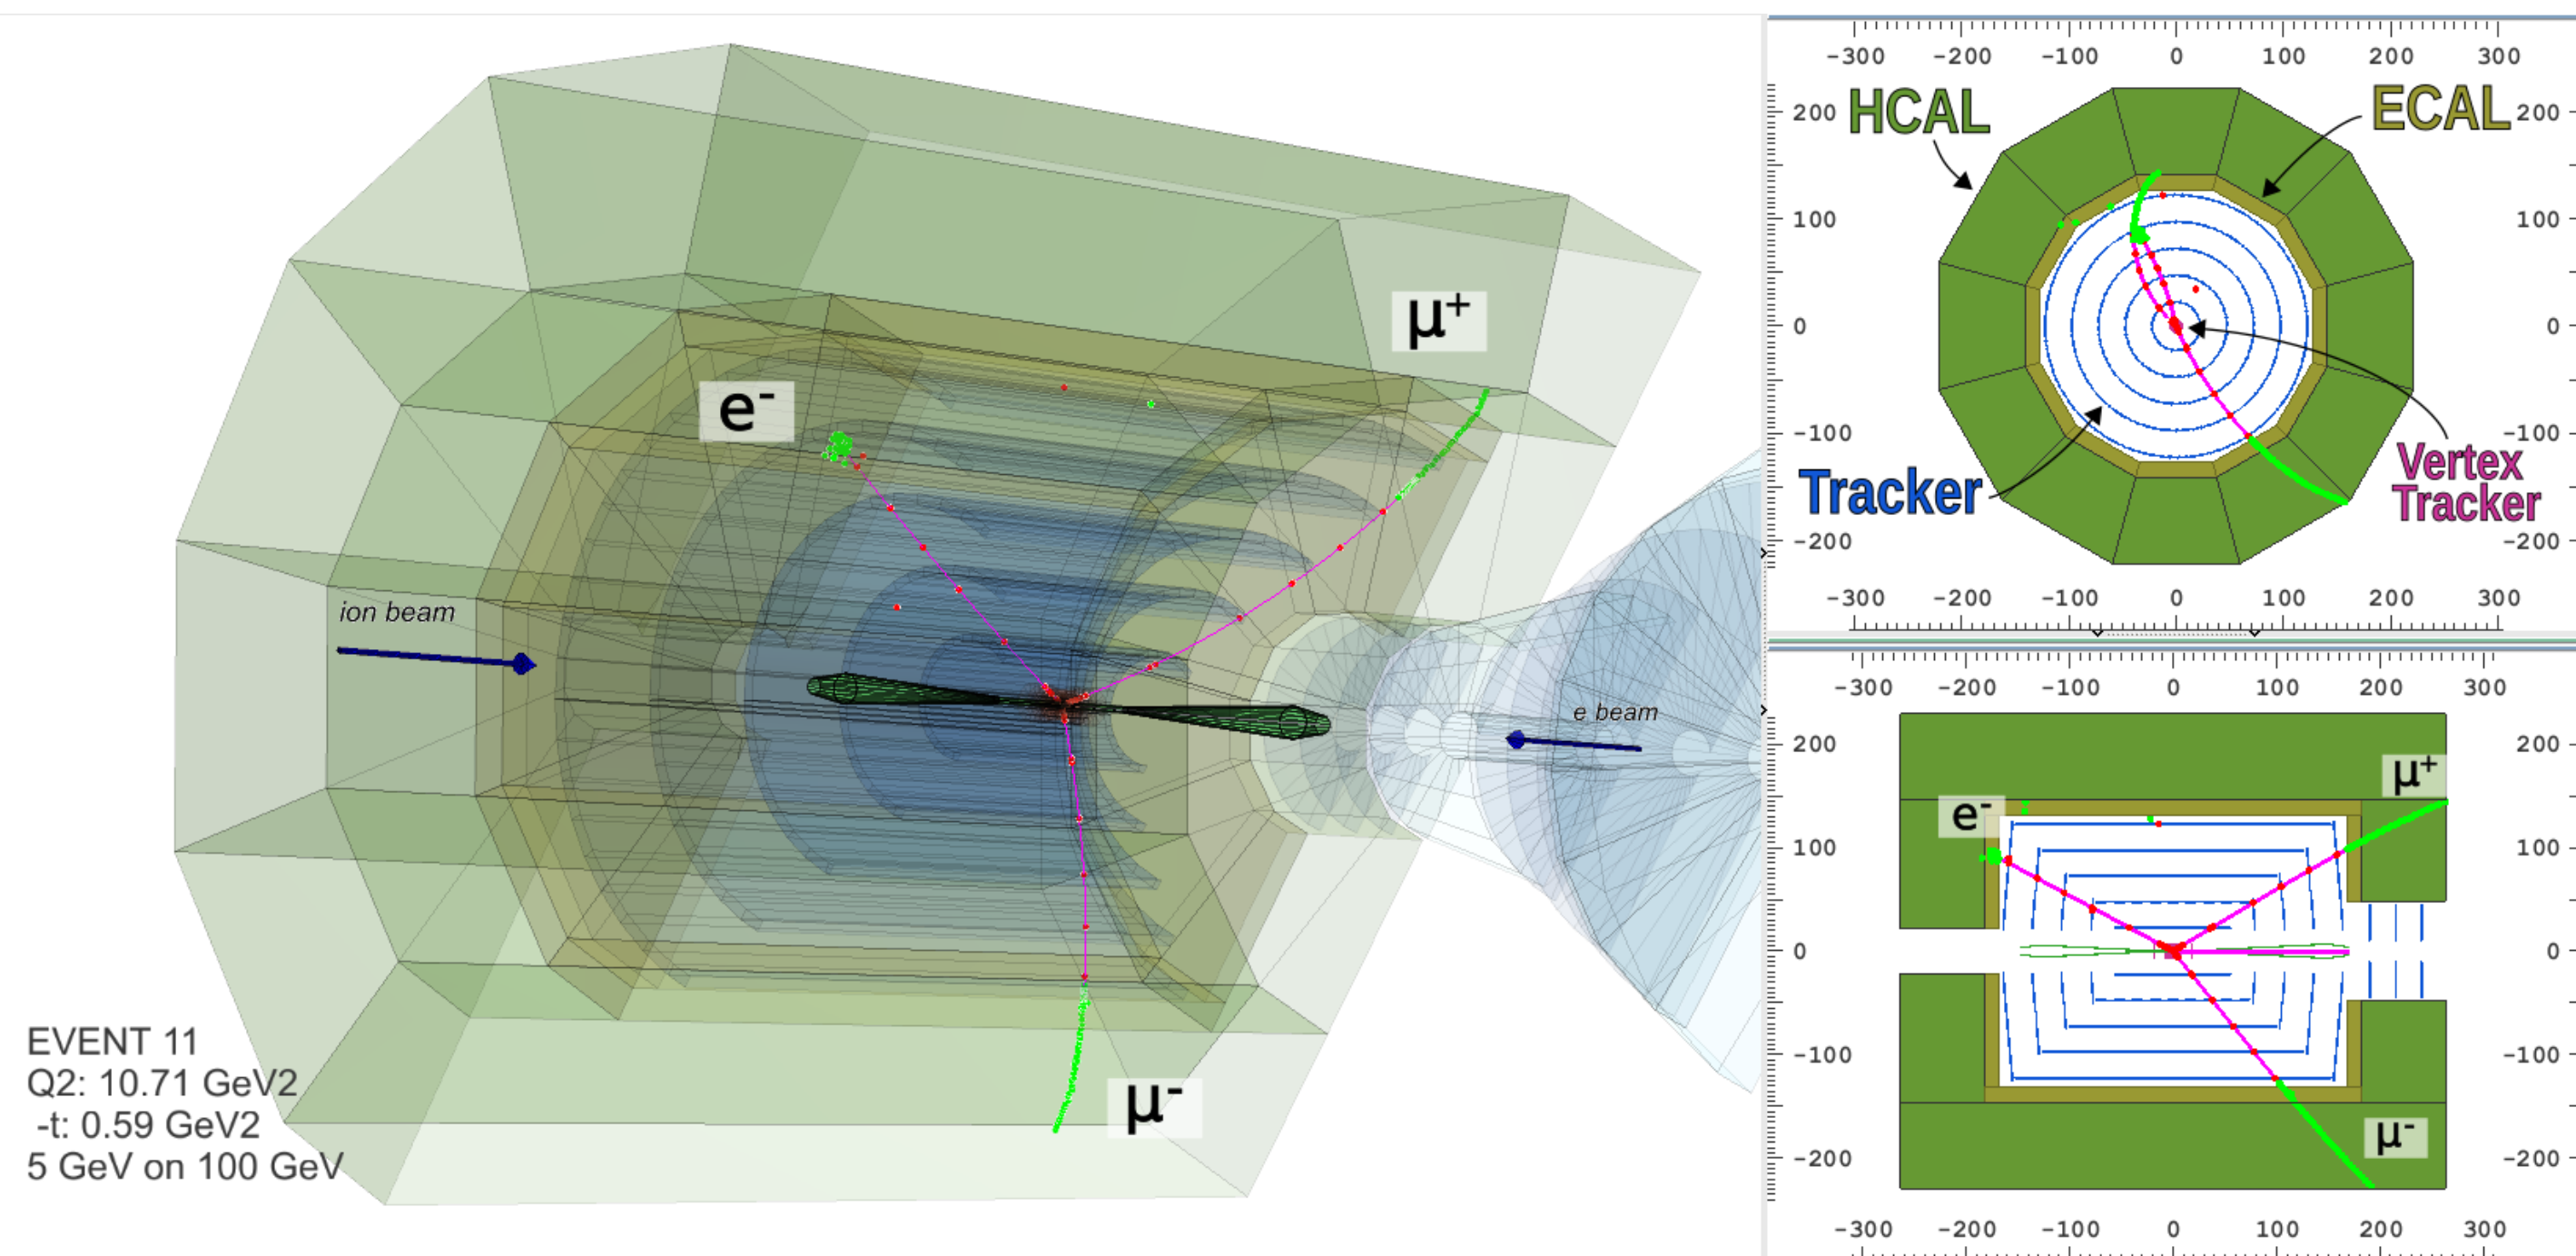 μ+
e-
ion beam
e beam
μ-
EVENT 11
Q2: 10.71 GeV2
-t: 0.59 GeV2
5 GeV on 100 GeV
-300 -200 -100 0 100 200 300
HCAL
ECAL
200 200
100 100
0 0
-100 -100
Tracker
Vertex
Tracker
-200 -200
-300 -200 -100 0 100 200 300
-300 -200 -100 0 100 200 300
200 200
μ+
e-
100 100
0 0
-100 -100
μ-
-200 -200
-300 -200 -100 0 100 200 300